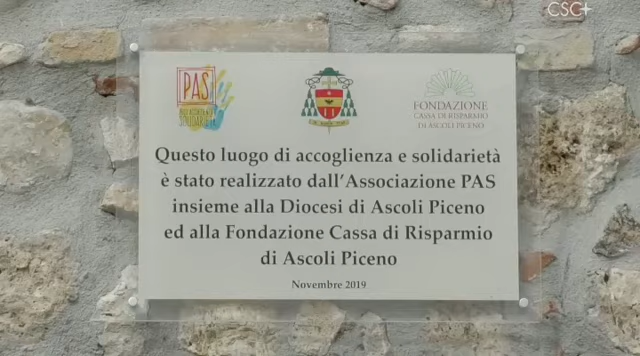 CSC+
PAS
FONDAZIONE
CASSA DI RISPARMIO
DI ASCOLI PICENO
Questo luogo di accoglienza e solidarietà
è stato realizzato dall'Associazione PAS
insieme alla Diocesi di Ascoli Piceno
ed alla Fondazione Cassa di Risparmio
di Ascoli Piceno
Novembre 2019